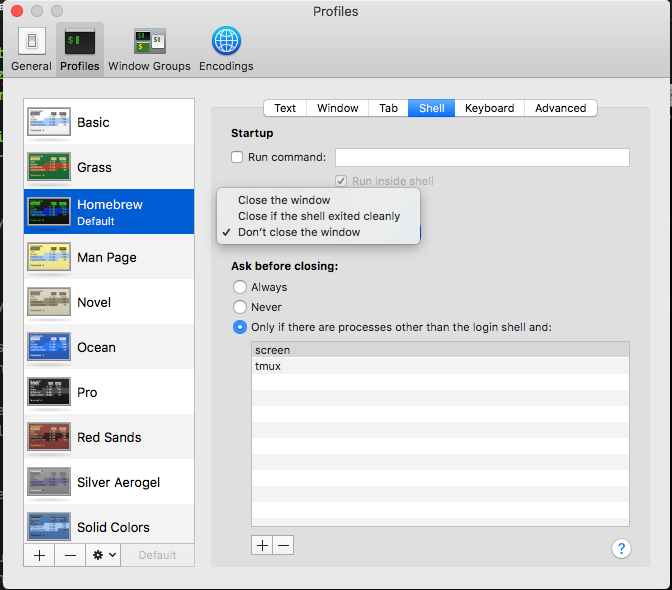 Profiles
General
Profiles
Window Groups
Encodings
Basic
Grass
Homebrew
Default
Man Page
Novel
Ocean
Pro
Red Sands
Silver Aerogel
Solid Colors
Default
Text
Window
Tab
Shell
Keyboard
Advanced
Startup
Run command:
Run inside shell
Close the window
Close if the shell exited cleanly
Don't close the window
Ask before closing:
Always
Never
Only if there are processes other than the login shell and:
screen
tmux
?